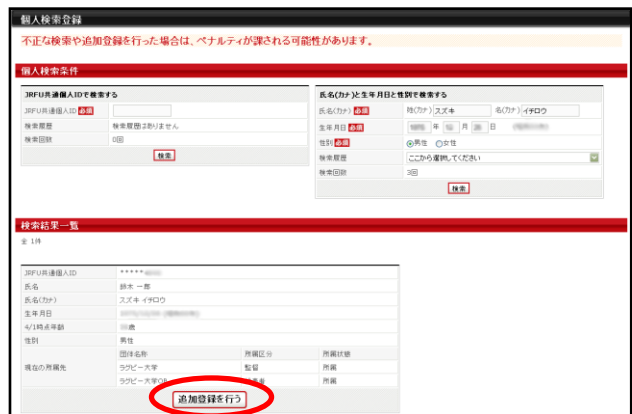 個人検索登録
不正な検索や追加登録を行った場合は、ペナルティが課される可能性があります。
個人検索条件
JRFU共通個人IDで検索する
JRFU共通個人ID 必須
検索履歴 検索履歴はありません
検索回数 0回
検索
氏名(カナ)と生年月日と性別で検索する
氏名(カナ) 必須 姓(カナ) スズキ 名(カナ) イチロウ
生年月日 必須 年 月 日
性別 必須 男性 女性
検索履歴 ここから選択してください
検索回数 3回
検索
検索結果一覧
全 1件
JRFU共通個人ID *****
氏名 鈴木 一郎
氏名(カナ) スズキ イチロウ
生年月日
4/1時点年齢 歳
性別 男性
現在の所属先 団体名称 所属区分 所属状態
ラグビー大学 監督 所属
ラグビー大学OB 所属
追加登録を行う